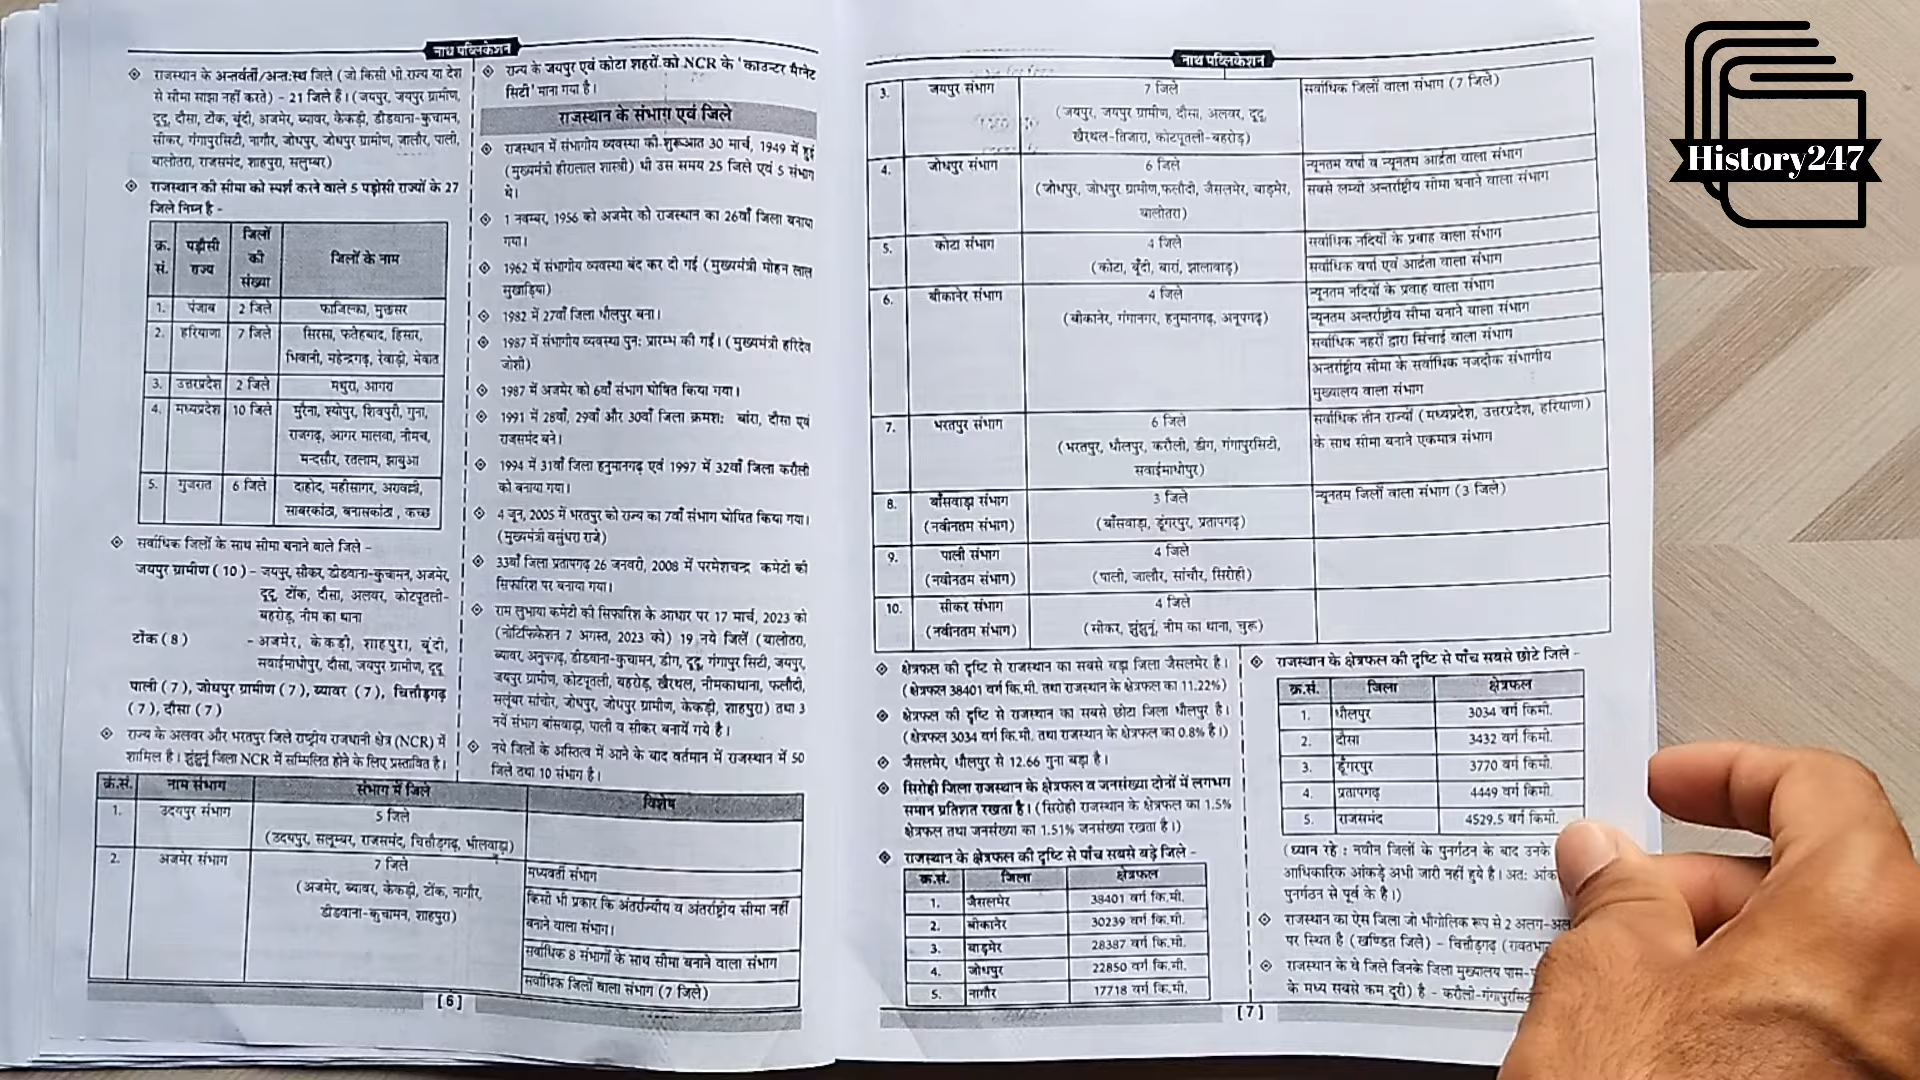 नाथ पब्लिकेशन
राजस्थान के अन्तर्वर्ती/अन्त:स्थ जिले (जो किसी भी राज्य या देश
से सीमा साझा नहीं करते) - 21 जिले हैं। (जयपुर, जयपुर ग्रामीण,
दूदू, दौसा, टोंक, बूंदी, अजमेर, ब्यावर, केकड़ी, डीडवाना-कुचामन,
सीकर, गंगापुरसिटी, नागौर, जोधपुर, जोधपुर ग्रामीण, जालौर, पाली,
बालोतरा, राजसमंद, शाहपुरा, सलुम्बर)
राजस्थान की सीमा को स्पर्श करने वाले 5 पड़ौसी राज्यों के 27
जिले निम्न है -
क्र. सं. पड़ौसी राज्य जिलों की संख्या जिलों के नाम
1. पंजाब 2 जिले फाजिल्का, मुक्तसर
2. हरियाणा 7 जिले सिरसा, फतेहबाद, हिसार,
भिवानी, महेन्द्रगढ़, रेवाड़ी, मेवात
3. उत्तरप्रदेश 2 जिले मथुरा, आगरा
4. मध्यप्रदेश 10 जिले मुरैना, श्योपुर, शिवपुरी, गुना,
राजगढ़, आगर मालवा, नीमच,
मन्दसौर, रतलाम, झाबुआ
5. गुजरात 6 जिले दाहोद, महीसागर, अरावल्ली,
साबरकांठा, बनासकांठा , कच्छ
सर्वाधिक जिलों के साथ सीमा बनाने वाले जिले -
जयपुर ग्रामीण ( 10 ) - जयपुर, सीकर, डीडवाना-कुचामन, अजमेर,
दूदू, टोंक, दौसा, अलवर, कोटपूतली-
बहरोड़, नीम का थाना
टोंक ( 8 ) - अजमेर, केकड़ी, शाहपुरा, बूंदी,
सवाईमाधोपुर, दौसा, जयपुर ग्रामीण, दूदू
पाली ( 7 ), जोधपुर ग्रामीण ( 7 ), ब्यावर ( 7 ), चित्तौड़गढ़
( 7 ), दौसा ( 7 )
राज्य के अलवर और भरतपुर जिले राष्ट्रीय राजधानी क्षेत्र (NCR) में
शामिल है। झुंझुनूं जिला NCR में सम्मिलित होने के लिए प्रस्तावित है।
राज्य के जयपुर एवं कोटा शहरों को NCR के 'काउन्टर मैगनेट
सिटी' माना गया है।
राजस्थान के संभाग एवं जिले
राजस्थान में संभागीय व्यवस्था की शुरूआत 30 मार्च, 1949 में हुई
(मुख्यमंत्री हीरालाल शास्त्री) थी उस समय 25 जिले एवं 5 संभाग
थे।
1 नवम्बर, 1956 को अजमेर को राजस्थान का 26वाँ जिला बनाया
गया।
1962 में संभागीय व्यवस्था बंद कर दी गई (मुख्यमंत्री मोहन लाल
सुखाड़िया)
1982 में 27वाँ जिला धौलपुर बना।
1987 में संभागीय व्यवस्था पुन: प्रारम्भ की गई। (मुख्यमंत्री हरिदेव
जोशी)
1987 में अजमेर को 6वाँ संभाग घोषित किया गया।
1991 में 28वाँ, 29वाँ और 30वाँ जिला क्रमश: बांरा, दौसा एवं
राजसमंद बने।
1994 में 31वाँ जिला हनुमानगढ़ एवं 1997 में 32वाँ जिला करौली
को बनाया गया।
4 जून, 2005 में भरतपुर को राज्य का 7वाँ संभाग घोषित किया गया।
(मुख्यमंत्री वसुंधरा राजे)
33वाँ जिला प्रतापगढ़ 26 जनवरी, 2008 में परमेशचन्द्र कमेटी की
सिफारिश पर बनाया गया।
राम लुभाया कमेटी की सिफारिश के आधार पर 17 मार्च, 2023 को
(नोटिफिकेशन 7 अगस्त, 2023 को) 19 नये जिले (बालोतरा,
ब्यावर, अनुपगढ़, डीडवाना-कुचामन, डीग, दूदू, गंगापुर सिटी, जयपुर,
जयपुर ग्रामीण, कोटपूतली, बहरोड़, खैरथल, नीमकाथाना, फलौदी,
सलूंबर सांचोर, जोधपुर, जोधपुर ग्रामीण, केकड़ी, शाहपुरा) तथा 3
नये संभाग बांसवाड़ा, पाली व सीकर बनायें गये है।
नये जिलों के अस्तित्व में आने के बाद वर्तमान में राजस्थान में 50
जिले तथा 10 संभाग है।
क्र.सं. नाम संभाग संभाग में जिले विशेष
1. उदयपुर संभाग 5 जिले
(उदयपुर, सलूम्बर, राजसमंद, चित्तौड़गढ़, भीलवाड़ा)
2. अजमेर संभाग 7 जिले
(अजमेर, ब्यावर, केकड़ी, टोंक, नागौर,
डीडवाना-कुचामन, शाहपुरा)
मध्यवर्ती संभाग
किसी भी प्रकार कि अंतर्राज्यीय व अंतर्राष्ट्रीय सीमा नहीं
बनाने वाला संभाग।
सर्वाधिक 8 संभागों के साथ सीमा बनाने वाला संभाग
सर्वाधिक जिलों वाला संभाग (7 जिले)
[ 6 ]
नाथ पब्लिकेशन
3. जयपुर संभाग 7 जिले सर्वाधिक जिलों वाला संभाग (7 जिले)
(जयपुर, जयपुर ग्रामीण, दौसा, अलवर, दूदू,
खैरथल-तिजारा, कोटपूतली-बहरोड़)
4. जोधपुर संभाग 6 जिले न्यूनतम वर्षा व न्यूनतम आर्द्रता वाला संभाग
(जोधपुर, जोधपुर ग्रामीण,फलौदी, जैसलमेर, बाड़मेर, सबसे लम्बी अन्तर्राष्ट्रीय सीमा बनाने वाला संभाग
बालोतरा)
5. कोटा संभाग 4 जिले सर्वाधिक नदियों के प्रवाह वाला संभाग
(कोटा, बूँदी, बारां, झालावाड़) सर्वाधिक वर्षा एवं आर्द्रता वाला संभाग
6. बीकानेर संभाग 4 जिले न्यूनतम नदियों के प्रवाह वाला संभाग
(बीकानेर, गंगानगर, हनुमानगढ़, अनूपगढ़) न्यूनतम अन्तर्राष्ट्रीय सीमा बनाने वाला संभाग
सर्वाधिक नहरों द्वारा सिंचाई वाला संभाग
अन्तर्राष्ट्रीय सीमा के सर्वाधिक नजदीक संभागीय
मुख्यालय वाला संभाग
7. भरतपुर संभाग 6 जिले सर्वाधिक तीन राज्यों (मध्यप्रदेश, उत्तरप्रदेश, हरियाणा)
(भरतपुर, धौलपुर, करौली, डीग, गंगापुरसिटी, के साथ सीमा बनाने एकमात्र संभाग
सवाईमाधोपुर)
8. बाँसवाड़ा संभाग 3 जिले न्यूनतम जिलों वाला संभाग (3 जिले)
(नवीनतम संभाग) (बाँसवाड़ा, डूंगरपुर, प्रतापगढ़)
9. पाली संभाग 4 जिले
(नवीनतम संभाग) (पाली, जालौर, सांचौर, सिरोही)
10. सीकर संभाग 4 जिले
(नवीनतम संभाग) (सीकर, झुंझुनूं, नीम का थाना, चुरू)
क्षेत्रफल की दृष्टि से राजस्थान का सबसे बड़ा जिला जैसलमेर है।
(क्षेत्रफल 38401 वर्ग कि.मी. तथा राजस्थान के क्षेत्रफल का 11.22%)
क्षेत्रफल की दृष्टि से राजस्थान का सबसे छोटा जिला धौलपुर है।
(क्षेत्रफल 3034 वर्ग कि.मी. तथा राजस्थान के क्षेत्रफल का 0.8% है।)
जैसलमेर, धौलपुर से 12.66 गुना बड़ा है।
सिरोही जिला राजस्थान के क्षेत्रफल व जनसंख्या दोनों में लगभग
समान प्रतिशत रखता है। (सिरोही राजस्थान के क्षेत्रफल का 1.5%
क्षेत्रफल तथा जनसंख्या का 1.51% जनसंख्या रखता है।)
राजस्थान के क्षेत्रफल की दृष्टि से पाँच सबसे बड़े जिले -
क्र.सं. जिला क्षेत्रफल
1. जैसलमेर 38401 वर्ग कि.मी.
2. बीकानेर 30239 वर्ग कि.मी.
3. बाड़मेर 28387 वर्ग कि.मी.
4. जोधपुर 22850 वर्ग कि.मी.
5. नागौर 17718 वर्ग कि.मी.
राजस्थान के क्षेत्रफल की दृष्टि से पाँच सबसे छोटे जिले -
क्र.सं. जिला क्षेत्रफल
1. धौलपुर 3034 वर्ग किमी.
2. दौसा 3432 वर्ग किमी.
3. डूँगरपुर 3770 वर्ग किमी.
4. प्रतापगढ़ 4449 वर्ग किमी.
5. राजसमंद 4529.5 वर्ग किमी.
(ध्यान रहे : नवीन जिलों के पुनर्गठन के बाद उनके
आधिकारिक आंकड़े अभी जारी नहीं हुये है। अत: आंक
पुनर्गठन से पूर्व के है।)
राजस्थान का ऐस जिला जो भौगोलिक रूप से 2 अलग-अल
पर स्थित है (खण्डित जिले) - चित्तौड़गढ़ (रावतभा
राजस्थान के वे जिले जिनके जिला मुख्यालय पास-प
के मध्य सबसे कम दूरी) है - करौली-गंगापुरसि
[ 7 ]
History247